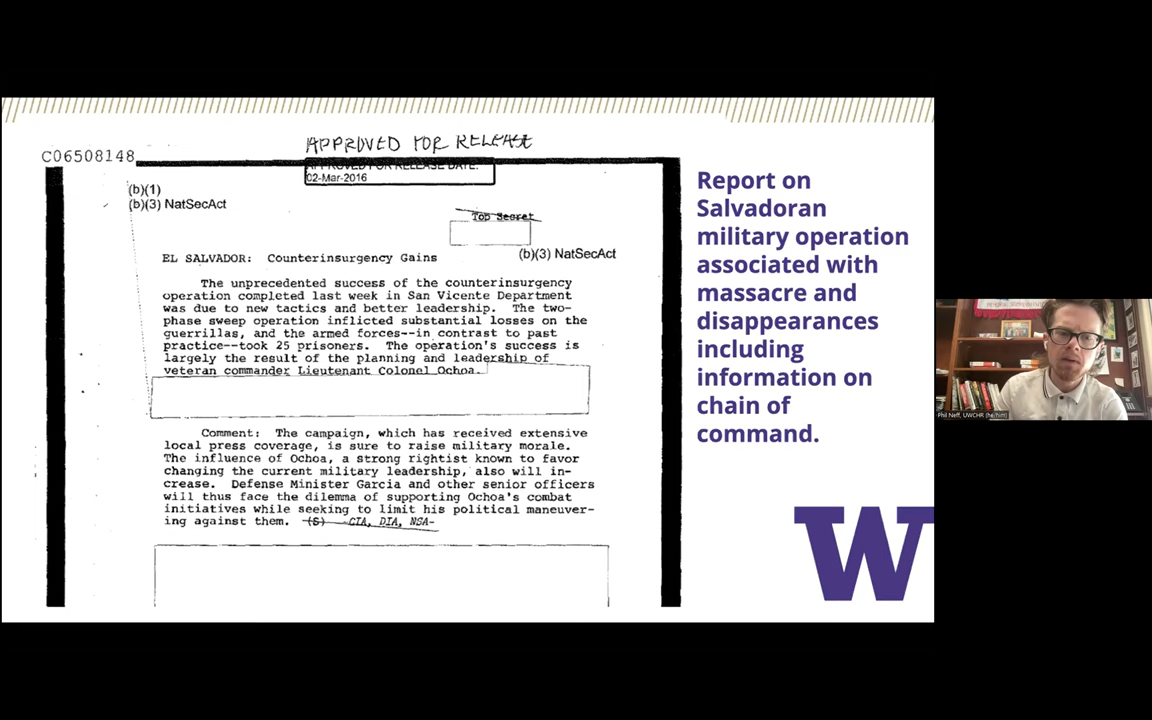 C06508148
APPROVED FOR RELEASE
APPROVED FOR RELEASE DATE:
02-Mar-2016
(b)(1)
(b)(3) NatSecAct
Top Secret
(b)(3) NatSecAct
EL SALVADOR: Counterinsurgency Gains
The unprecedented success of the counterinsurgency
operation completed last week in San Vicente Department
was due to new tactics and better leadership. The two-
phase sweep operation inflicted substantial losses on the
guerrillas, and the armed forces--in contrast to past
practice--took 25 prisoners. The operation's success is
largely the result of the planning and leadership of
veteran commander Lieutenant Colonel Ochoa.
Comment: The campaign, which has received extensive
local press coverage, is sure to raise military morale.
The influence of Ochoa, a strong rightist known to favor
changing the current military leadership, also will in-
crease. Defense Minister Garcia and other senior officers
will thus face the dilemma of supporting Ochoa's combat
initiatives while seeking to limit his political maneuver-
ing against them. (S) -CIA, DIA, NSA-
Report on
Salvadoran
military operation
associated with
massacre and
disappearances
including
information on
chain of
command.
W
Phil Neff, UWCHR (he/him)